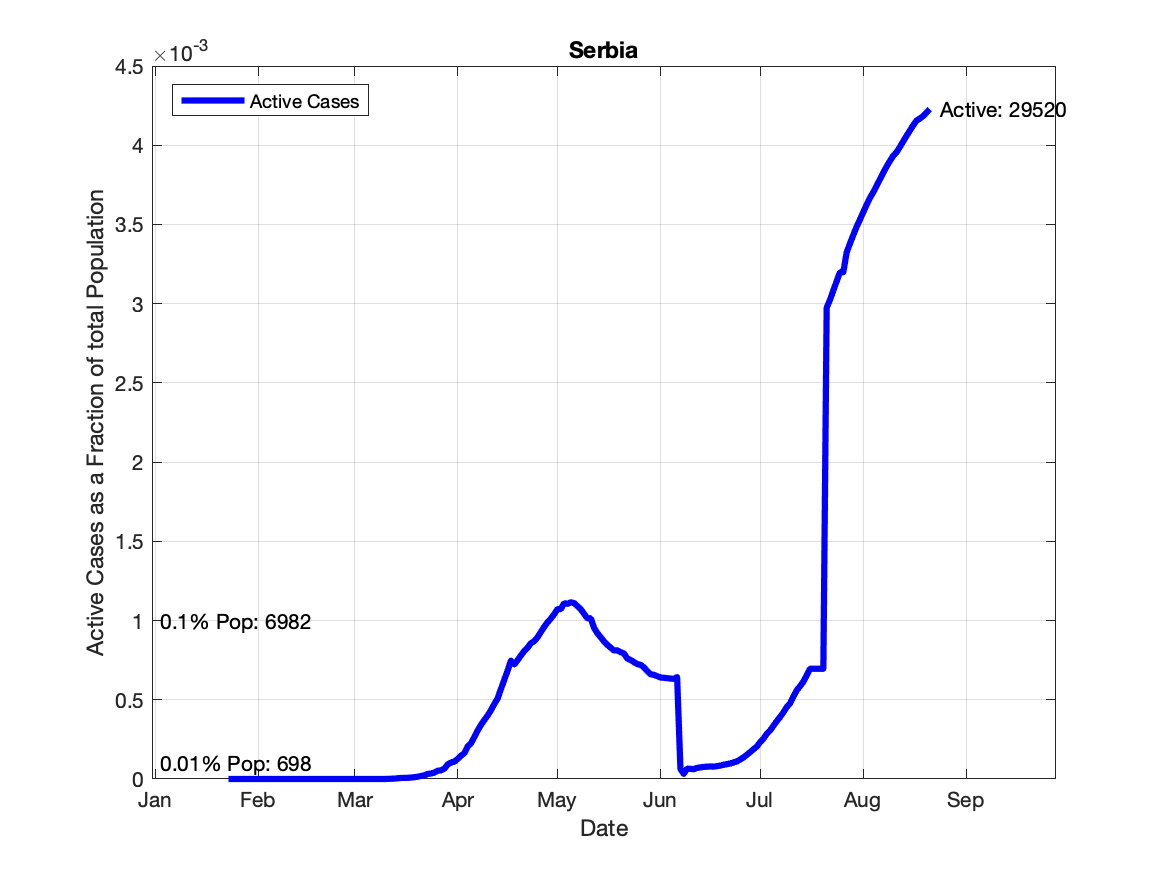 Serbia
×10-3
4.5
4
3.5
3
2.5
2
1.5
1
0.5
0
Active Cases as a Fraction of total Population
Active Cases
Active: 29520
0.1% Pop: 6982
0.01% Pop: 698
Jan Feb Mar Apr May Jun Jul Aug Sep
Date